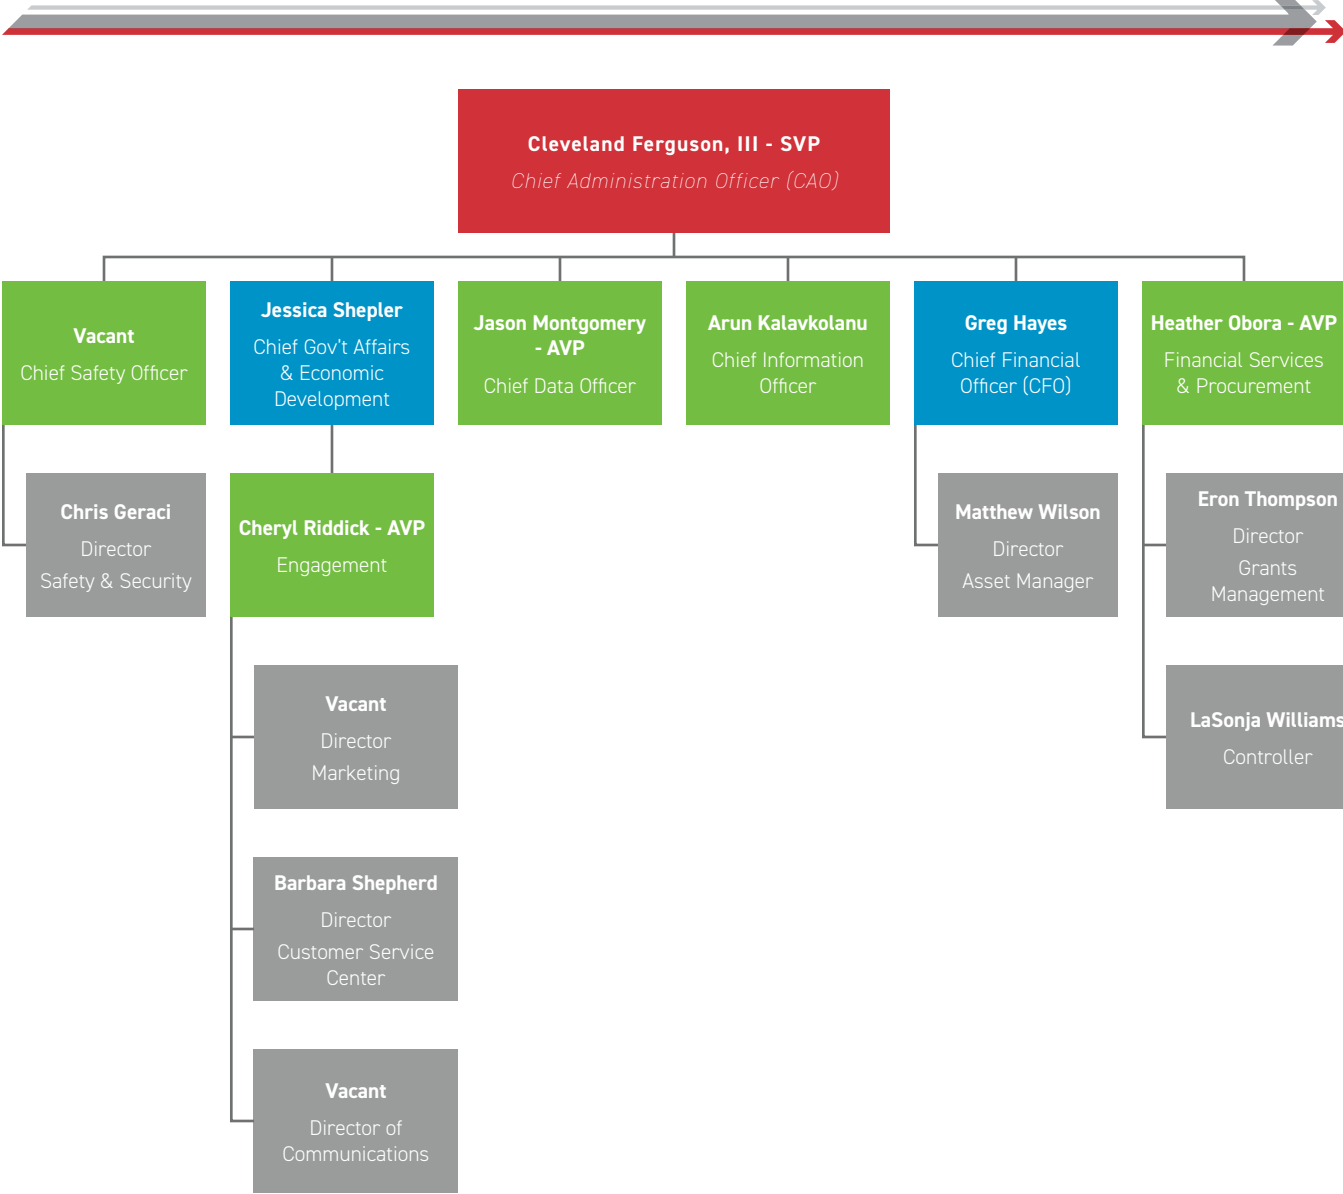 Cleveland Ferguson, III - SVP
Chief Administration Officer (CAO)
Vacant
Chief Safety Officer
Jessica Shepler
Chief Gov't Affairs
& Economic
Development
Jason Montgomery
- AVP
Chief Data Officer
Arun Kalavkolanu
Chief Information
Officer
Greg Hayes
Chief Financial
Officer (CFO)
Heather Obora - AVP
Financial Services
& Procurement
Chris Geraci
Director
Safety & Security
Cheryl Riddick - AVP
Engagement
Matthew Wilson
Director
Asset Manager
Eron Thompson
Director
Grants
Management
Vacant
Director
Marketing
LaSonja Williams
Controller
Barbara Shepherd
Director
Customer Service
Center
Vacant
Director of
Communications